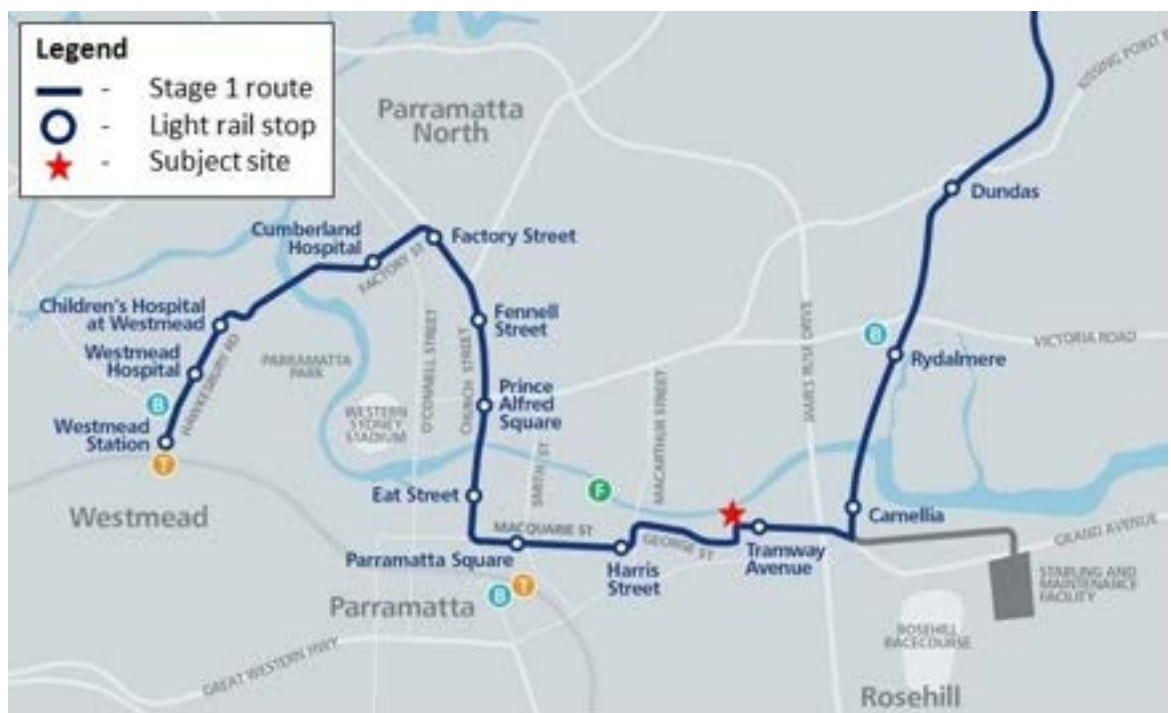 Legend
- Stage 1 route
- Light rail stop
- Subject site
Parramatta
North
KISSING POINT R
Dundas
Cumberland
Hospital
Factory Street
FACTORY ST
Children's Hospital
at Westmead
Fennell
Street
Westmead
Hospital
HAWKESBURY RD
PARRAMATTA
PARK
O'CONNELL STREET
CHURCH STREET
JAMES RUSE DRIVE
B
VICTORIA ROAD
Rydalmere
Prince
Alfred
Square
MACARTHUR STREET
B
WESTERN
SYDNEY
STADIUM
Westmead
Station
T
SMITH ST
Eat Street
F
Westmead
MACQUARIE ST
GEORGE ST
Camellia
GRAND AVENUE
Parramatta Square
Harris
Street
Tramway
Avenue
STABLING AND
MAINTENANCE
FACILITY
T
B
Parramatta
ROSEHILL
RACECOURSE
GREAT WESTERN HWY
Rosehill